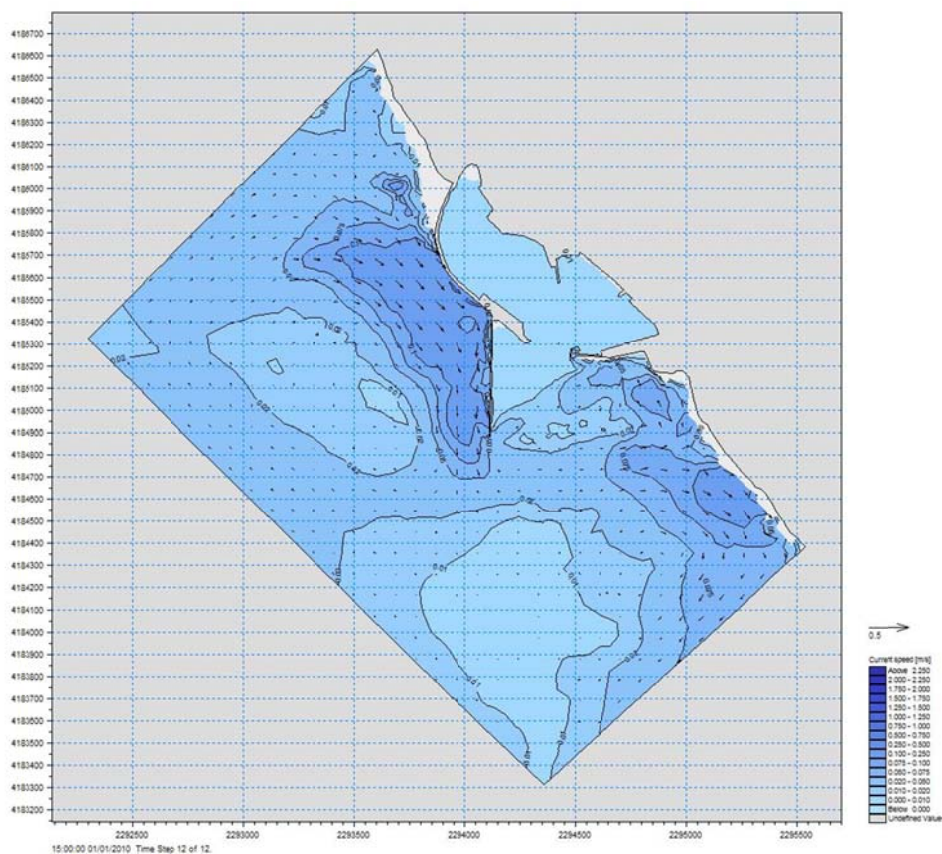 4186700
4186600
4186500
4186400
4186300
4186200
4186100
4186000
4185900
4185800
4185700
4185600
4185500
4185400
4185300
4185200
4185100
4185000
4184900
4184800
4184700
4184600
4184500
4184400
4184300
4184200
4184100
4184000
4183900
4183800
4183700
4183600
4183500
4183400
4183300
4183200
2292500 2293000 2293500 2294000 2294500 2295000 2295500
15:00:00 01/01/2010 Time Step 12 of 12.
0.5
Current speed [m/s]
Above 2.250
2.000 - 2.250
1.750 - 2.000
1.500 - 1.750
1.250 - 1.500
1.000 - 1.250
0.750 - 1.000
0.500 - 0.750
0.250 - 0.500
0.100 - 0.250
0.075 - 0.100
0.050 - 0.075
0.020 - 0.050
0.010 - 0.020
0.000 - 0.010
Below 0.000
Undefined Value